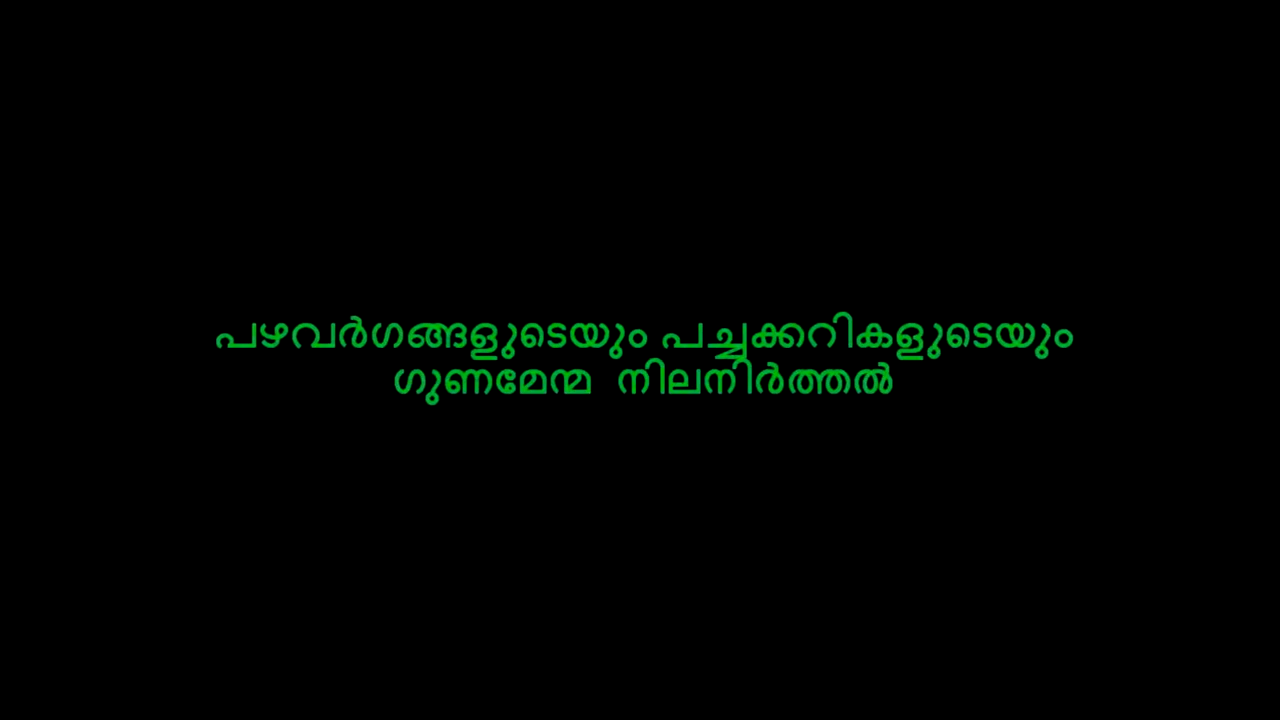 പഴവർഗങ്ങളുടെയും പച്ചക്കറികളുടെയും
ഗുണമേന്മ നിലനിർത്തൽ